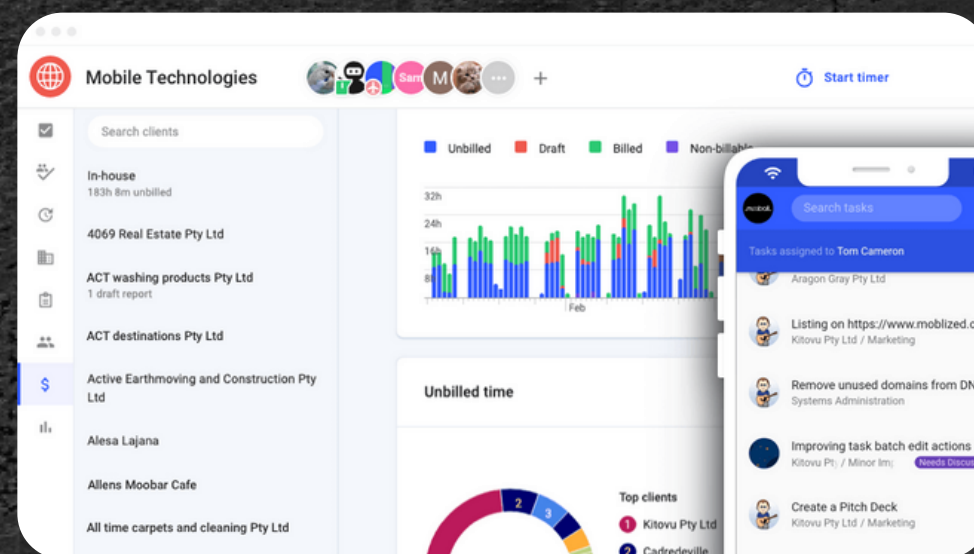 Mobile Technologies
Sam
M
Start timer
Search clients
In-house
183h 8m unbilled
4069 Real Estate Pty Ltd
ACT washing products Pty Ltd
1 draft report
ACT destinations Pty Ltd
Active Earthmoving and Construction Pty
Ltd
Alesa Lajana
Allens Moobar Cafe
All time carpets and cleaning Pty Ltd
Unbilled
Draft
Billed
Non-billable
32h
24h
16h
Feb
Unbilled time
2
3
Top clients
1 Kitovu Pty Ltd
2 Cadredeville
Search tasks
Tasks assigned to Tom Cameron
Aragon Gray Pty Ltd
Listing on https://www.moblized.c
Kitovu Pty Ltd / Marketing
Remove unused domains from DN
Systems Administration
Improving task batch edit actions
Kitovu Pt / Minor Im
Needs Discus
Create a Pitch Deck
Kitovu Pty Ltd / Marketing